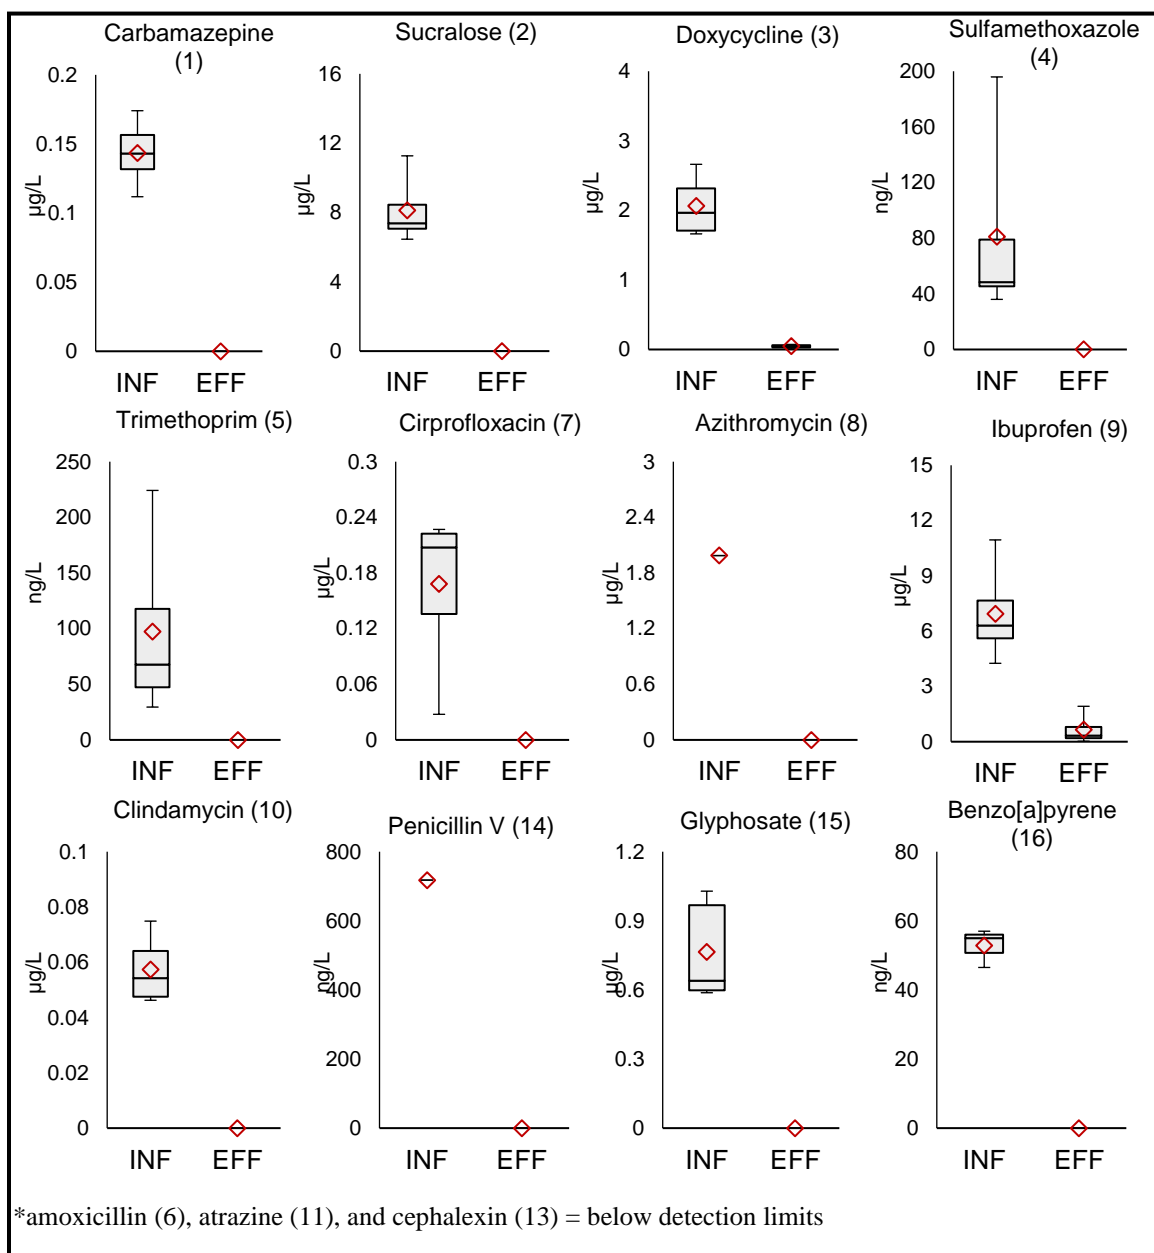 Carbamazepine
(1)
Sucralose (2)
Doxycycline (3)
Sulfamethoxazole
(4)
0.2
0.15
0.1
0.05
0
µg/L
INF EFF
16
12
8
4
0
µg/L
INF EFF
4
3
2
1
0
µg/L
INF EFF
200
160
120
80
40
0
ng/L
INF EFF
Trimethoprim (5)
Cirprofloxacin (7)
Azithromycin (8)
Ibuprofen (9)
250
200
150
100
50
0
ng/L
INF EFF
0.3
0.24
0.18
0.12
0.06
0
µg/L
INF EFF
3
2.4
1.8
1.2
0.6
0
µg/L
INF EFF
15
12
9
6
3
0
µg/L
INF EFF
Clindamycin (10)
Penicillin V (14)
Glyphosate (15)
Benzo[a]pyrene
(16)
0.1
0.08
0.06
0.04
0.02
0
µg/L
INF EFF
800
600
400
200
0
ng/L
INF EFF
1.2
0.9
0.6
0.3
0
µg/L
INF EFF
80
60
40
20
0
ng/L
INF EFF
*amoxicillin (6), atrazine (11), and cephalexin (13) = below detection limits